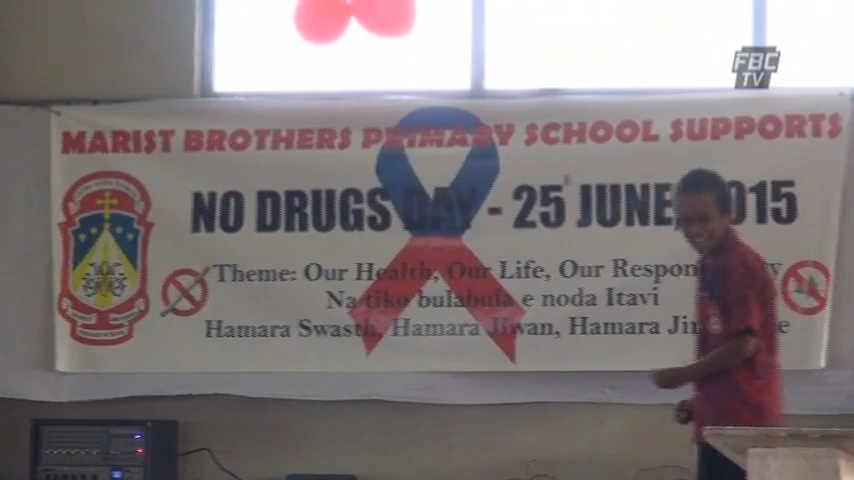 FBC
TV
MARIST BROTHERS PRIMARY SCHOOL SUPPORTS
NO DRUGS DAY - 25 JUNE 2015
Theme: Our Health, Our Life, Our
Na tiko bulabula e noda Itavi
Hamara Swasth, Hamara Jiwan, Hamara